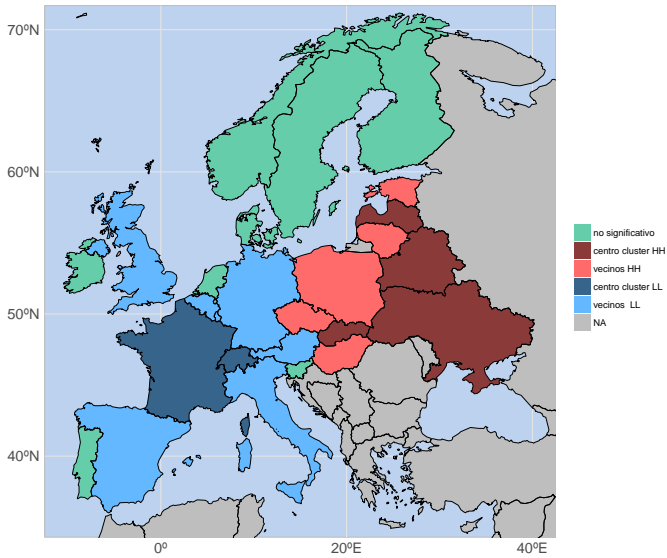 70ºN
60ºN
50ºN
40ºN
0º
20ºE
40ºE
no significativo
centro cluster HH
vecinos HH
centro cluster LL
vecinos  LL
NA